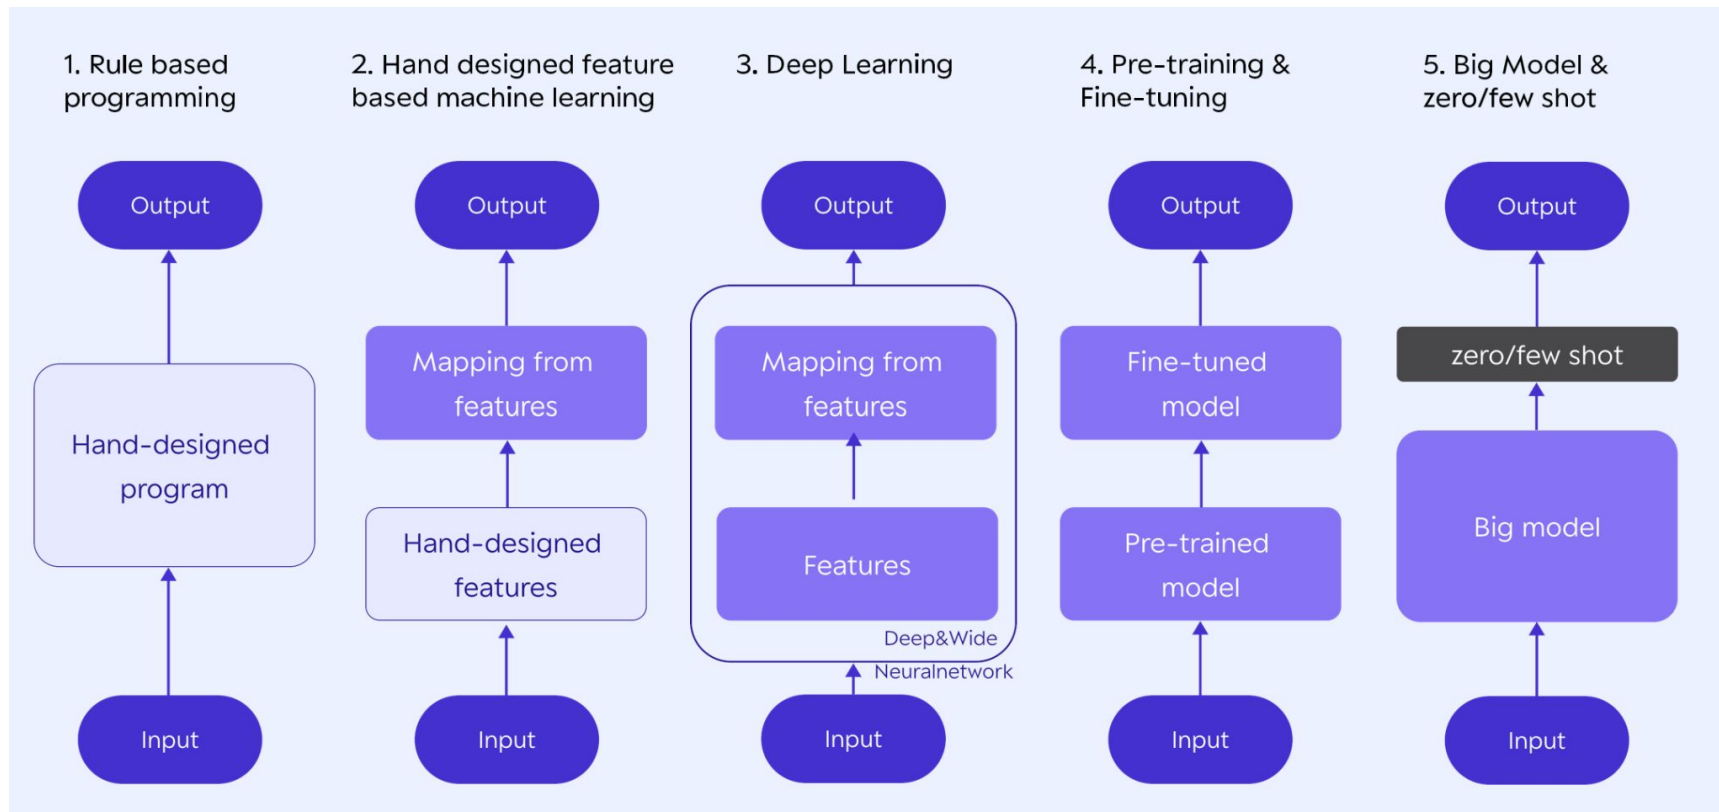 1. Rule based
programming
Output
Hand-designed
program
Input
2. Hand designed feature
based machine learning
Output
Mapping from
features
Hand-designed
features
Input
3. Deep Learning
Output
Mapping from
features
Features
Deep&Wide
Neuralnetwork
Input
4. Pre-training &
Fine-tuning
Output
Fine-tuned
model
Pre-trained
model
Input
5. Big Model &
zero/few shot
Output
zero/few shot
Big model
Input